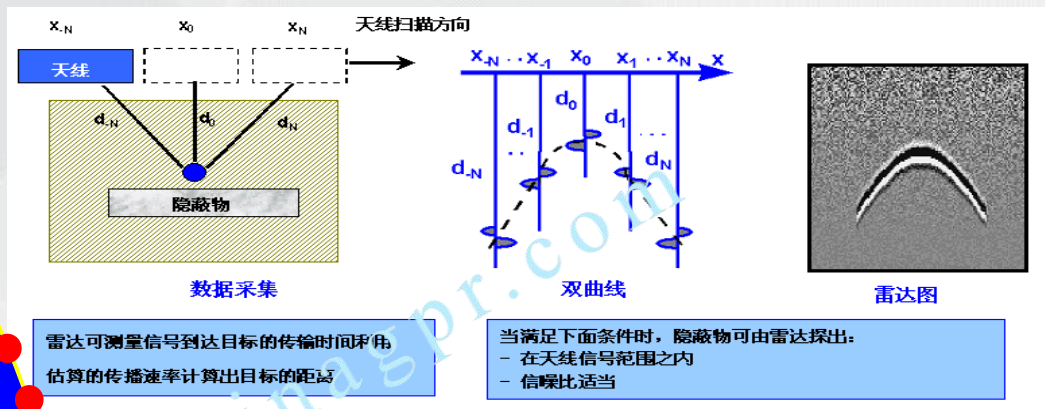 x-N x0 xN 天线扫描方向
天线
d-N d0 dN
隐蔽物
数据采集
x-N · · x-1 x0 x1 · · xN x
d0
d-1 d1
· · · · · ·
d-N dN
双曲线
雷达图
雷达可测量信号到达目标的传输时间利用
估算的传播速率计算出目标的距离
当满足下面条件时，隐蔽物可由雷达探出：
- 在天线信号范围之内
- 信噪比适当
inagpr.com